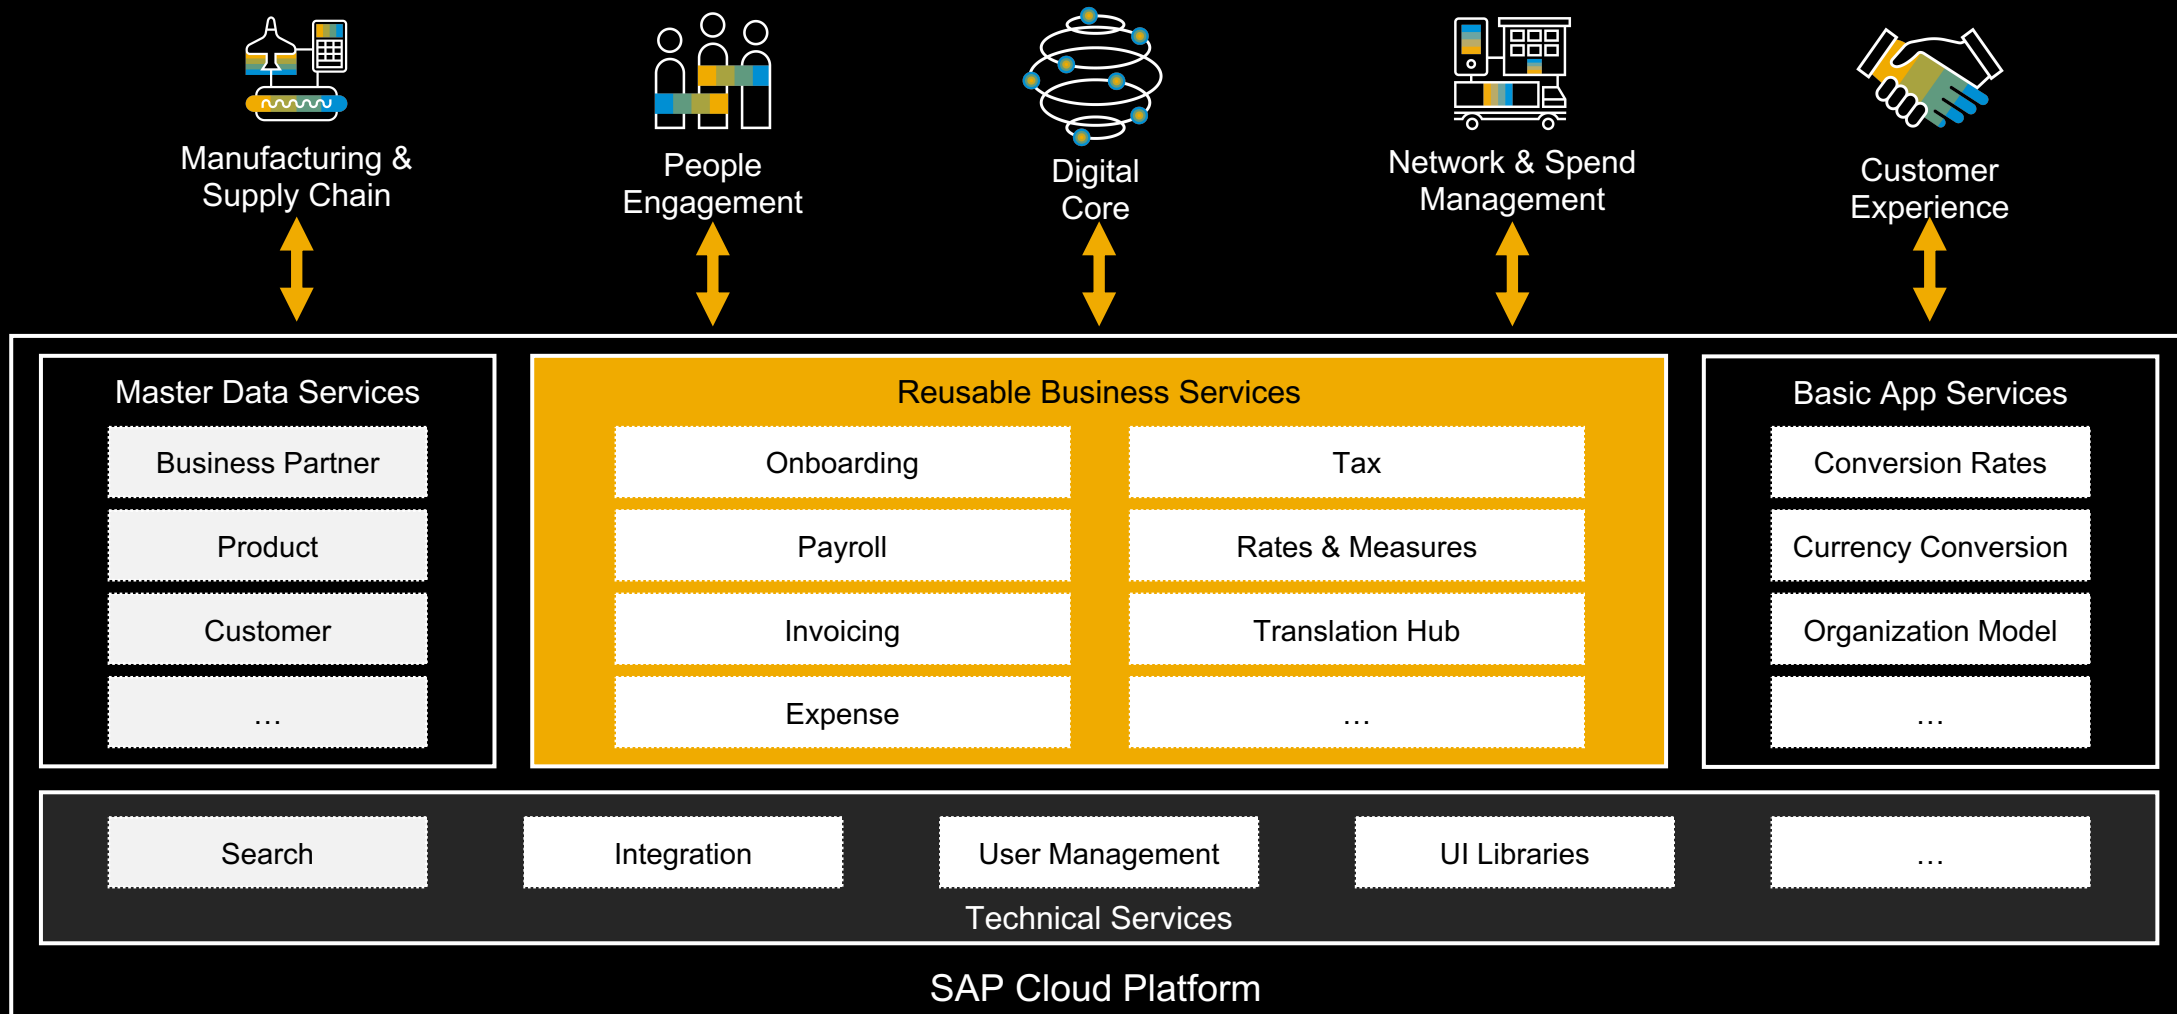 Manufacturing &
Supply Chain
People
Engagement
Digital
Core
Network & Spend
Management
Customer
Experience
Master Data Services
Business Partner
Product
Customer
…
Reusable Business Services
Onboarding
Tax
Payroll
Rates & Measures
Invoicing
Translation Hub
Expense
…
Basic App Services
Conversion Rates
Currency Conversion
Organization Model
…
Search
Integration
User Management
UI Libraries
…
Technical Services
SAP Cloud Platform